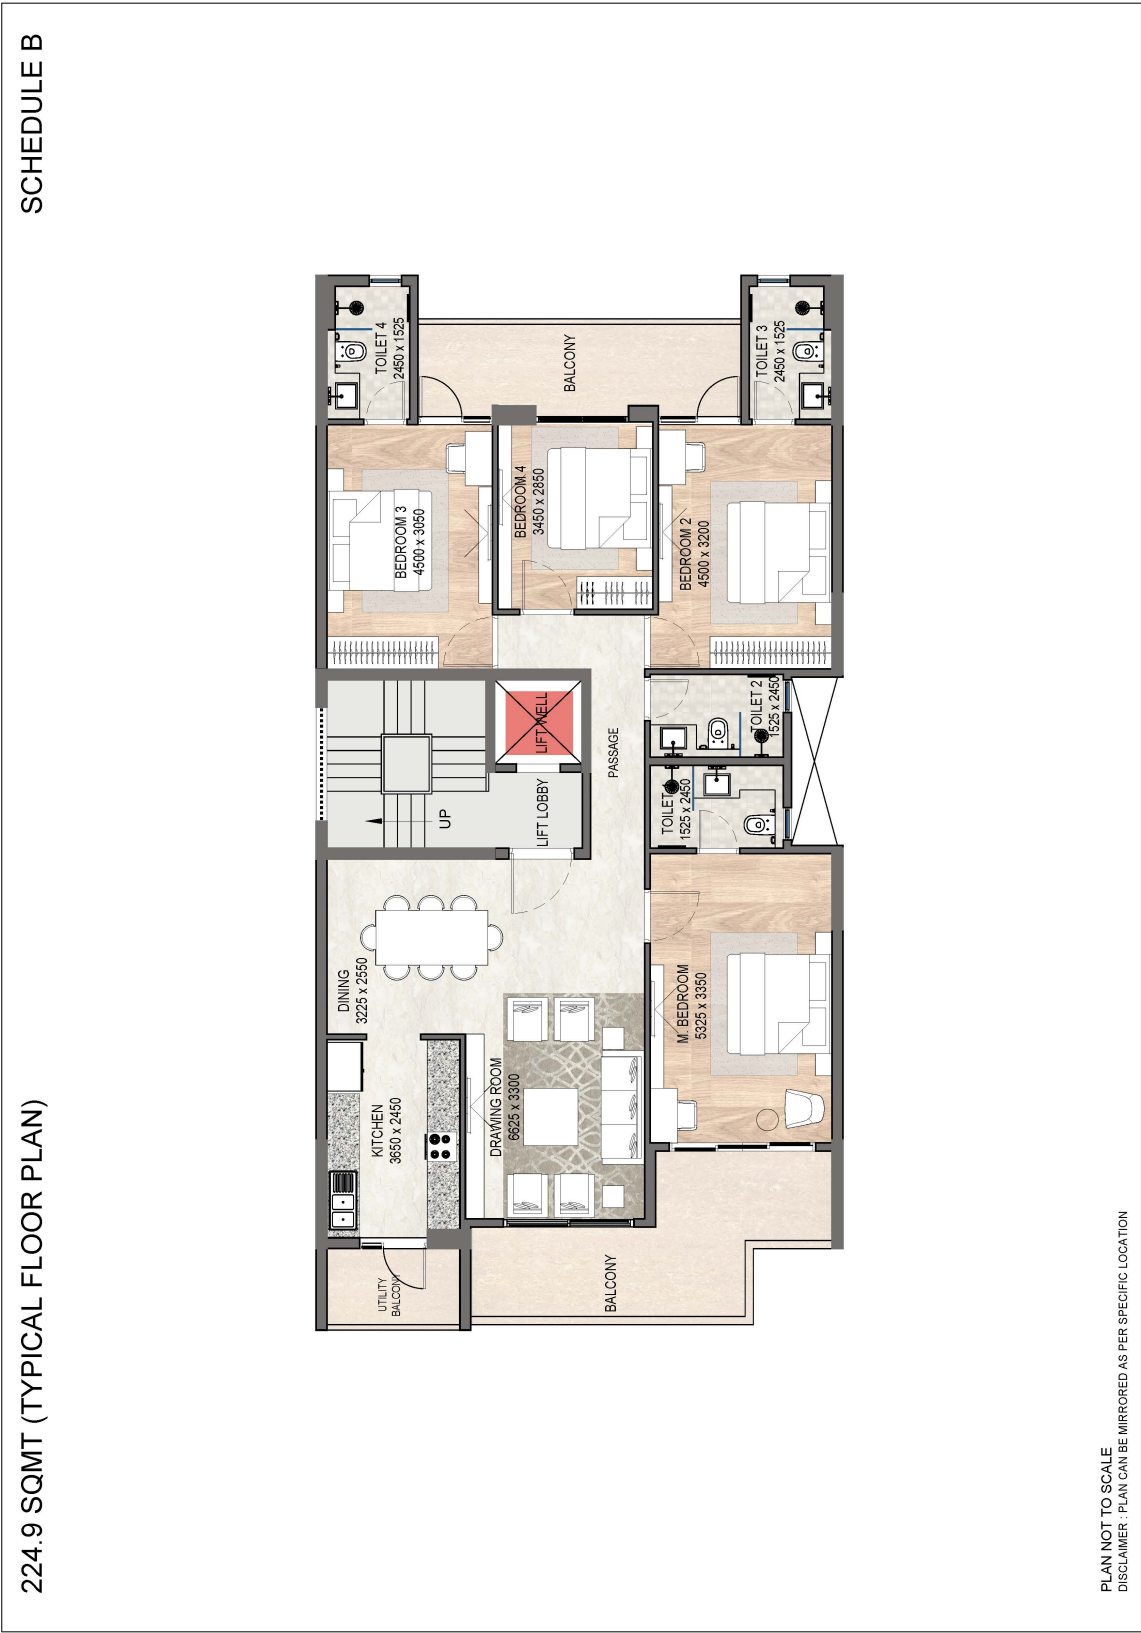 224.9 SQMT (TYPICAL FLOOR PLAN)
SCHEDULE B
UTILITY
BALCONY
KITCHEN
3650 x 2450
DINING
3225 x 2550
UP
BEDROOM 3
4500 x 3050
TOILET 4
2450 x 1525
DRAWING ROOM
6625 x 3300
LIFT LOBBY
LIFT WELL
BEDROOM 4
3450 x 2850
BALCONY
BALCONY
PASSAGE
M. BEDROOM
5325 x 3350
TOILET 1
1525 x 2450
TOILET 2
1525 x 2450
BEDROOM 2
4500 x 3200
TOILET 3
2450 x 1525
PLAN NOT TO SCALE
DISCLAIMER : PLAN CAN BE MIRRORED AS PER SPECIFIC LOCATION